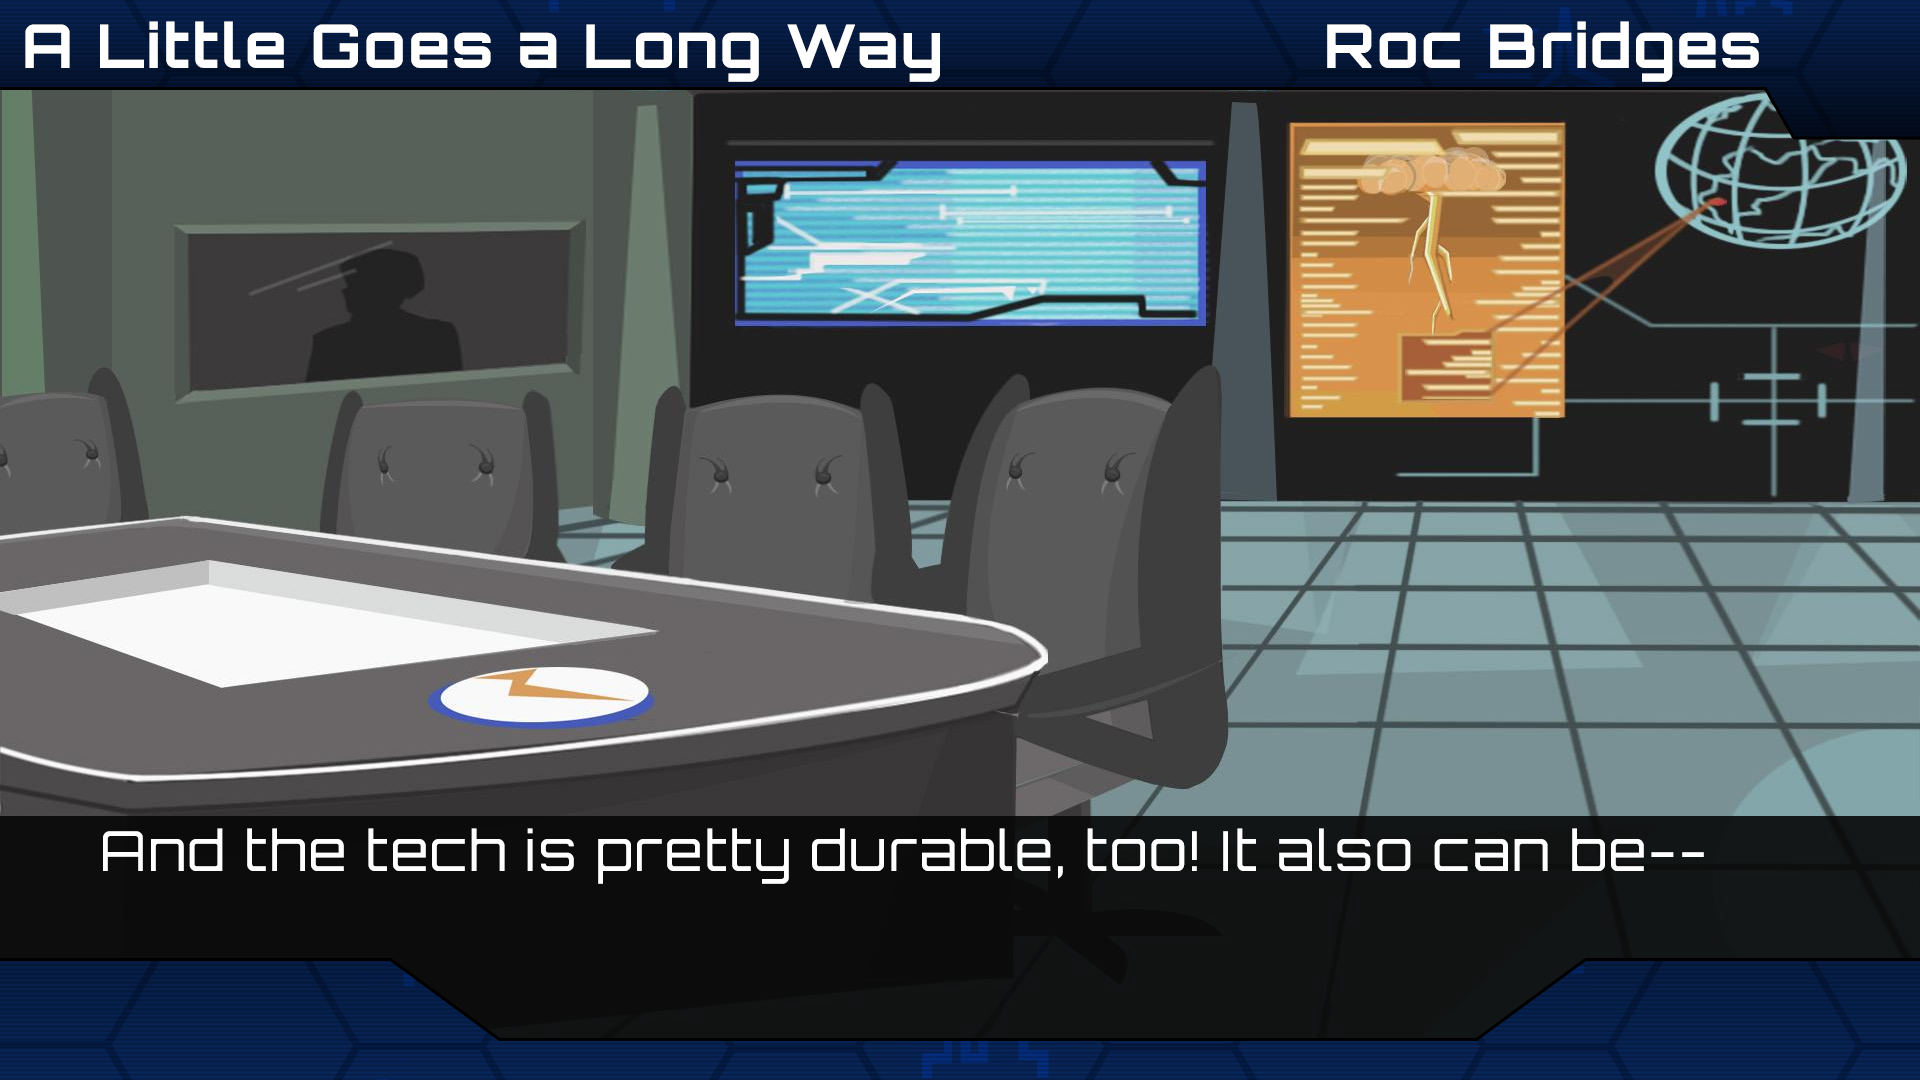 A Little Goes a Long Way
Roc Bridges
And the tech is pretty durable, too! It also can be--